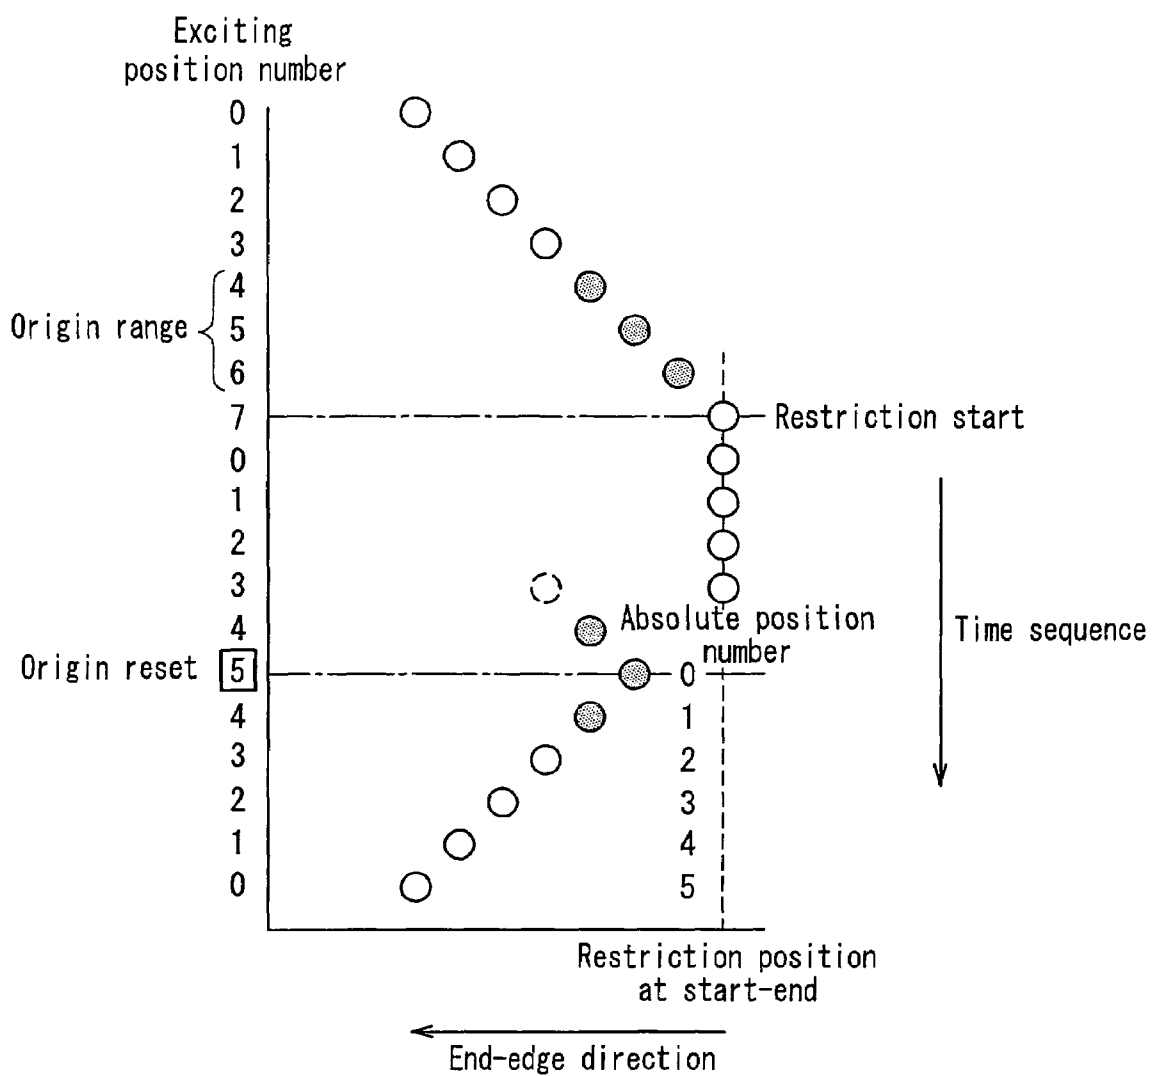 Exciting
position number
0
1
2
3
4
Origin range
5
6
7
Restriction start
0
1
2
3
4
Absolute position
number
Time sequence
Origin reset
5
0
4
1
3
2
2
3
1
4
0
5
Restriction position
at start-end
End-edge direction